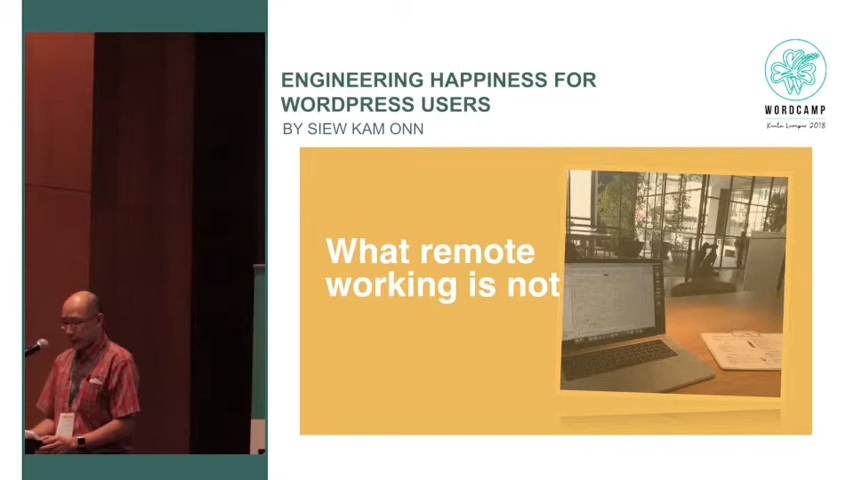 ENGINEERING HAPPINESS FOR
WORDPRESS USERS
BY SIEW KAM ONN
WORDCAMP
Kuala Lumpur 2018
What remote
working is not